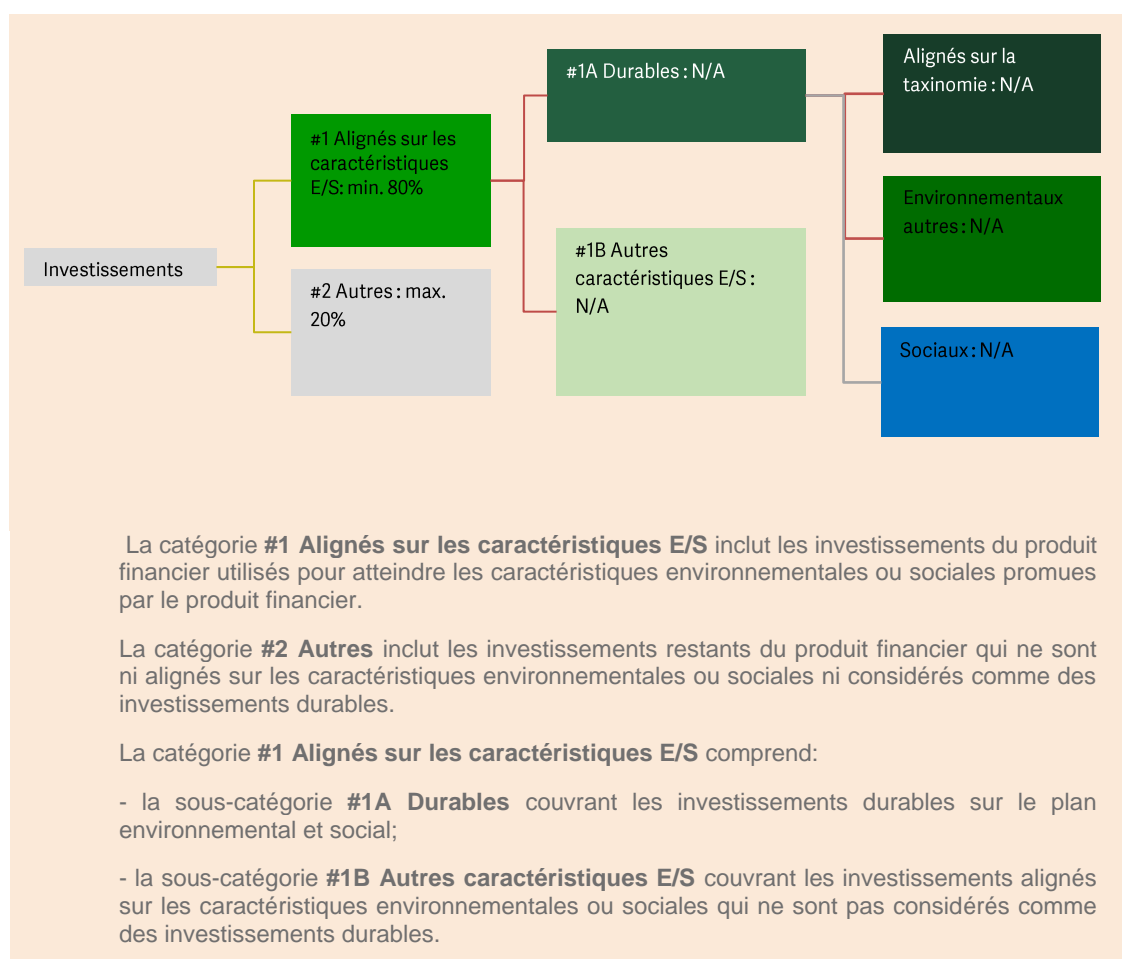 Investissements
#1 Alignés sur les
caractéristiques
E/S: min. 80%
#2 Autres : max.
20%
#1A Durables : N/A
#1B Autres
caractéristiques E/S :
N/A
Alignés sur la
taxinomie : N/A
Environnementaux
autres : N/A
Sociaux : N/A
La catégorie #1 Alignés sur les caractéristiques E/S inclut les investissements du produit
financier utilisés pour atteindre les caractéristiques environnementales ou sociales promues
par le produit financier.
La catégorie #2 Autres inclut les investissements restants du produit financier qui ne sont
ni alignés sur les caractéristiques environnementales ou sociales ni considérés comme des
investissements durables.
La catégorie #1 Alignés sur les caractéristiques E/S comprend:
- la sous-catégorie #1A Durables couvrant les investissements durables sur le plan
environnemental et social;
- la sous-catégorie #1B Autres caractéristiques E/S couvrant les investissements alignés
sur les caractéristiques environnementales ou sociales qui ne sont pas considérés comme
des investissements durables.